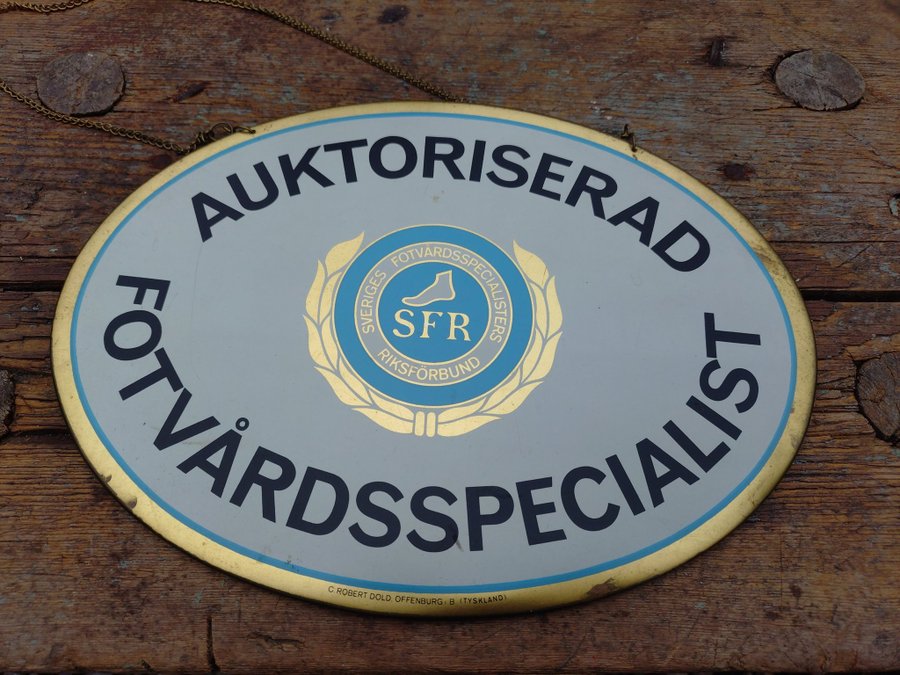 AUKTORISERAD
SVERIGES FOTVÅRDSSPECIALISTERS
SFR
RIKSFÖRBUND
FOTVÅRDSSPECIALIST
C. ROBERT DOLD, OFFENBURG. B. (TYSKLAND)